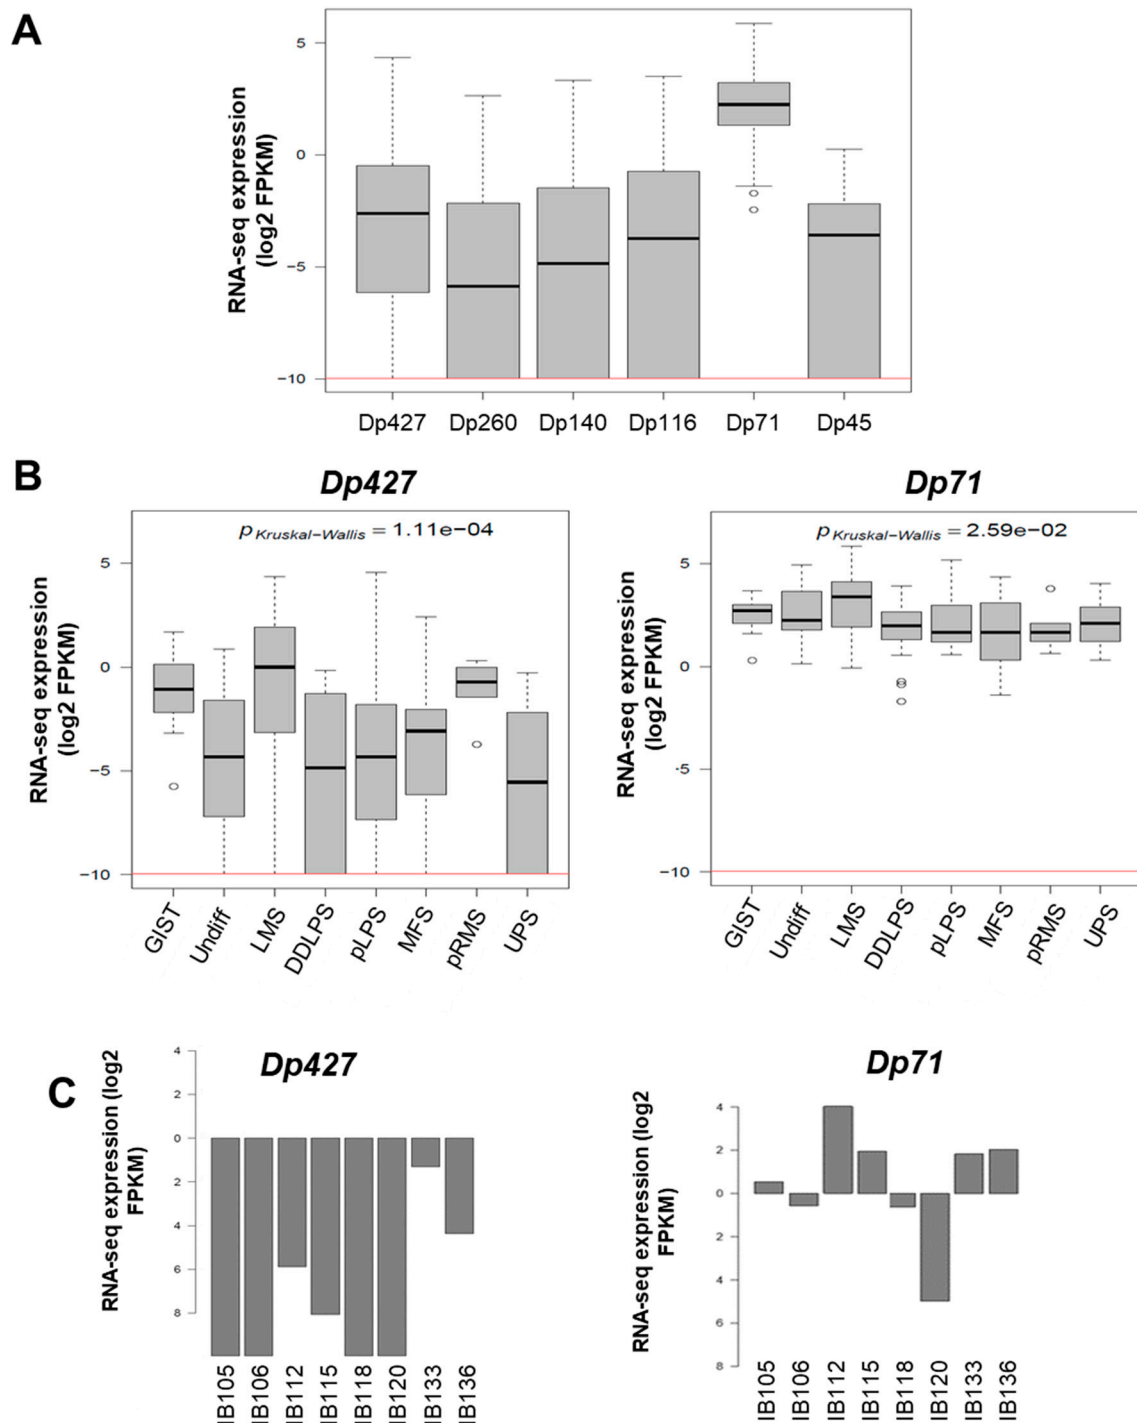 A
RNA-seq expression
(log2 FPKM)
5
0
−5
−10
Dp427 Dp260 Dp140 Dp116 Dp71 Dp45
B
Dp427
p Kruskal−Wallis = 1.11e−04
RNA-seq expression
(log2 FPKM)
5
0
−5
−10
GIST Undiff LMS DDLPS pLPS MFS pRMS UPS
Dp71
p Kruskal−Wallis = 2.59e−02
RNA-seq expression
(log2 FPKM)
5
0
-5
−10
GIST Undiff LMS DDLPS pLPS MFS pRMS UPS
C
Dp427
RNA-seq expression (log2
FPKM)
4
2
0
2
4
6
8
IB105 IB106 IB112 IB115 IB118 IB120 IB133 IB136
Dp71
RNA-seq expression (log2
FPKM)
4
2
0
2
4
6
8
IB105 IB106 IB112 IB115 IB118 IB120 IB133 IB136